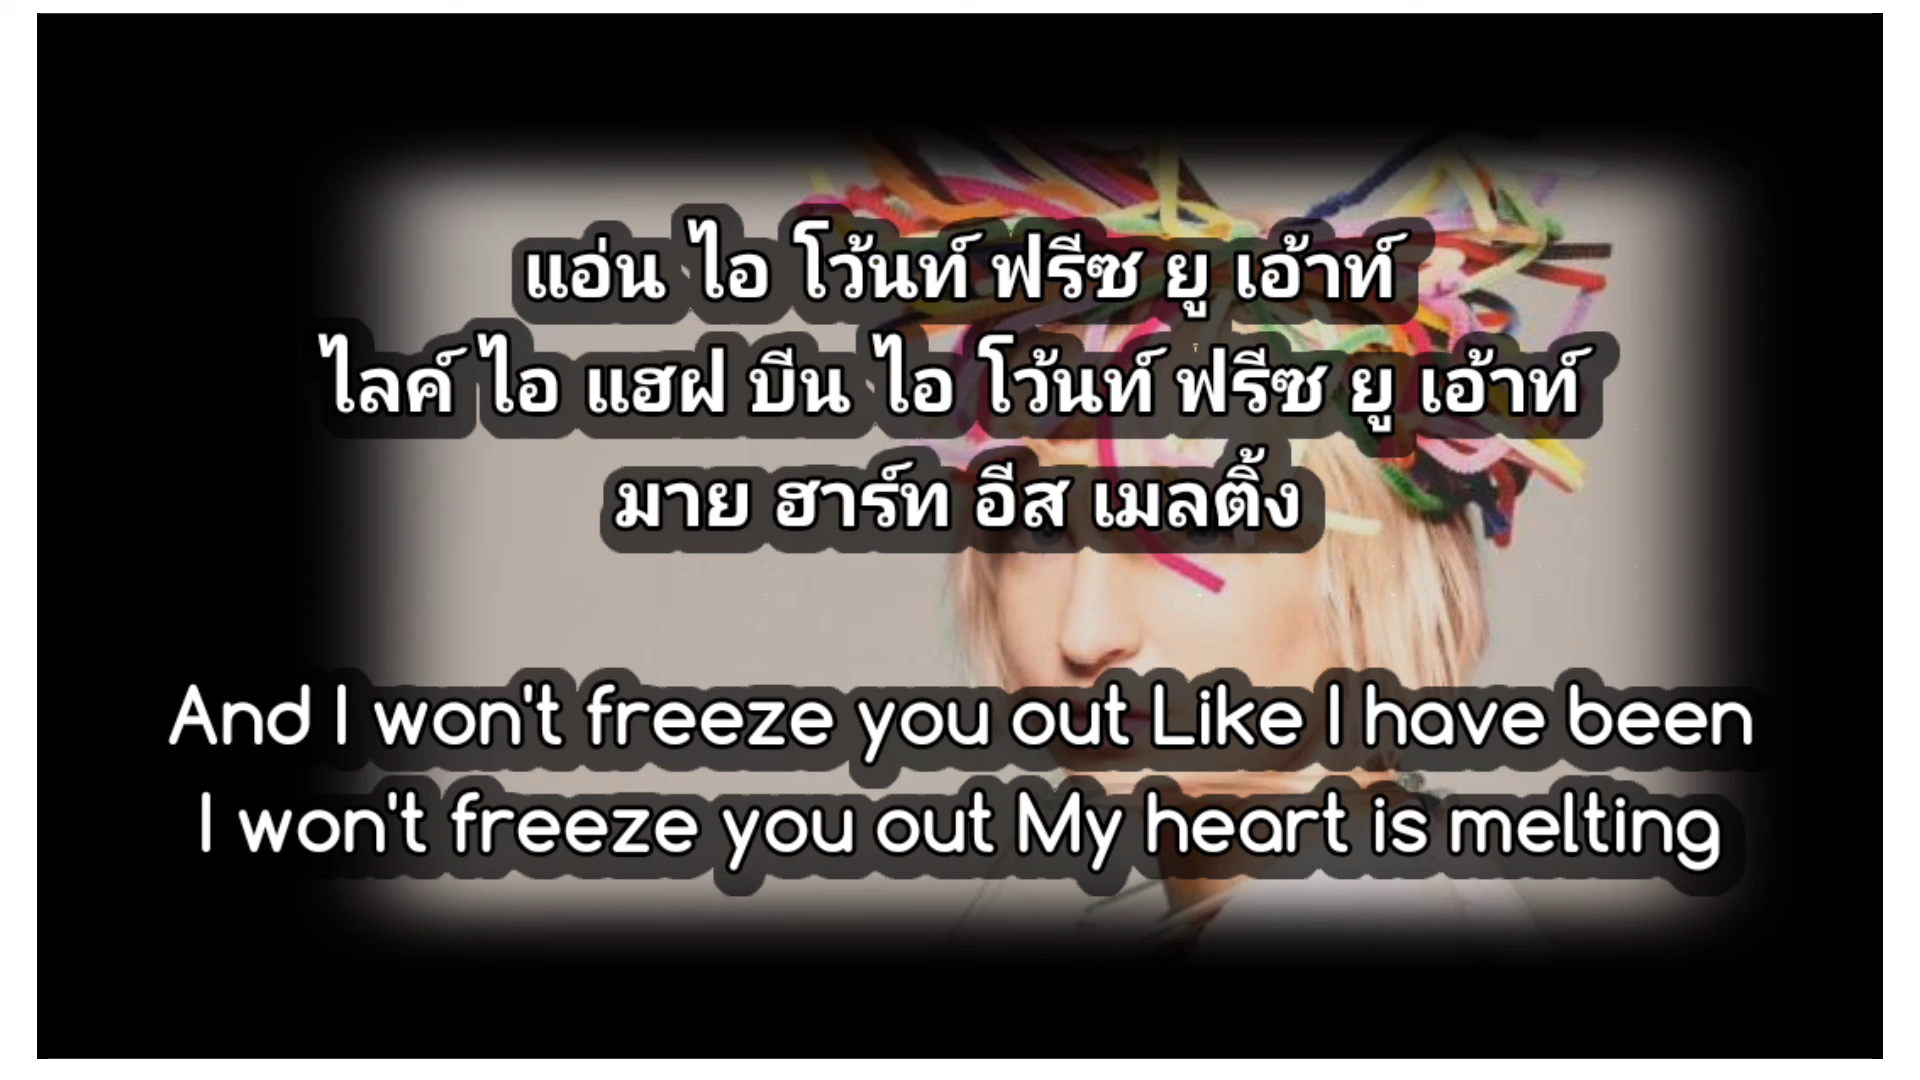 แอ่น ไอ โว้นท์ ฟรีซ ยู เอ้าท์
ไลค์ ไอ แฮฝ บีน ไอ โว้นท์ ฟรีซ ยู เอ้าท์
มาย ฮาร์ท อีส เมลติ้ง
And I won't freeze you out Like I have been
I won't freeze you out My heart is melting